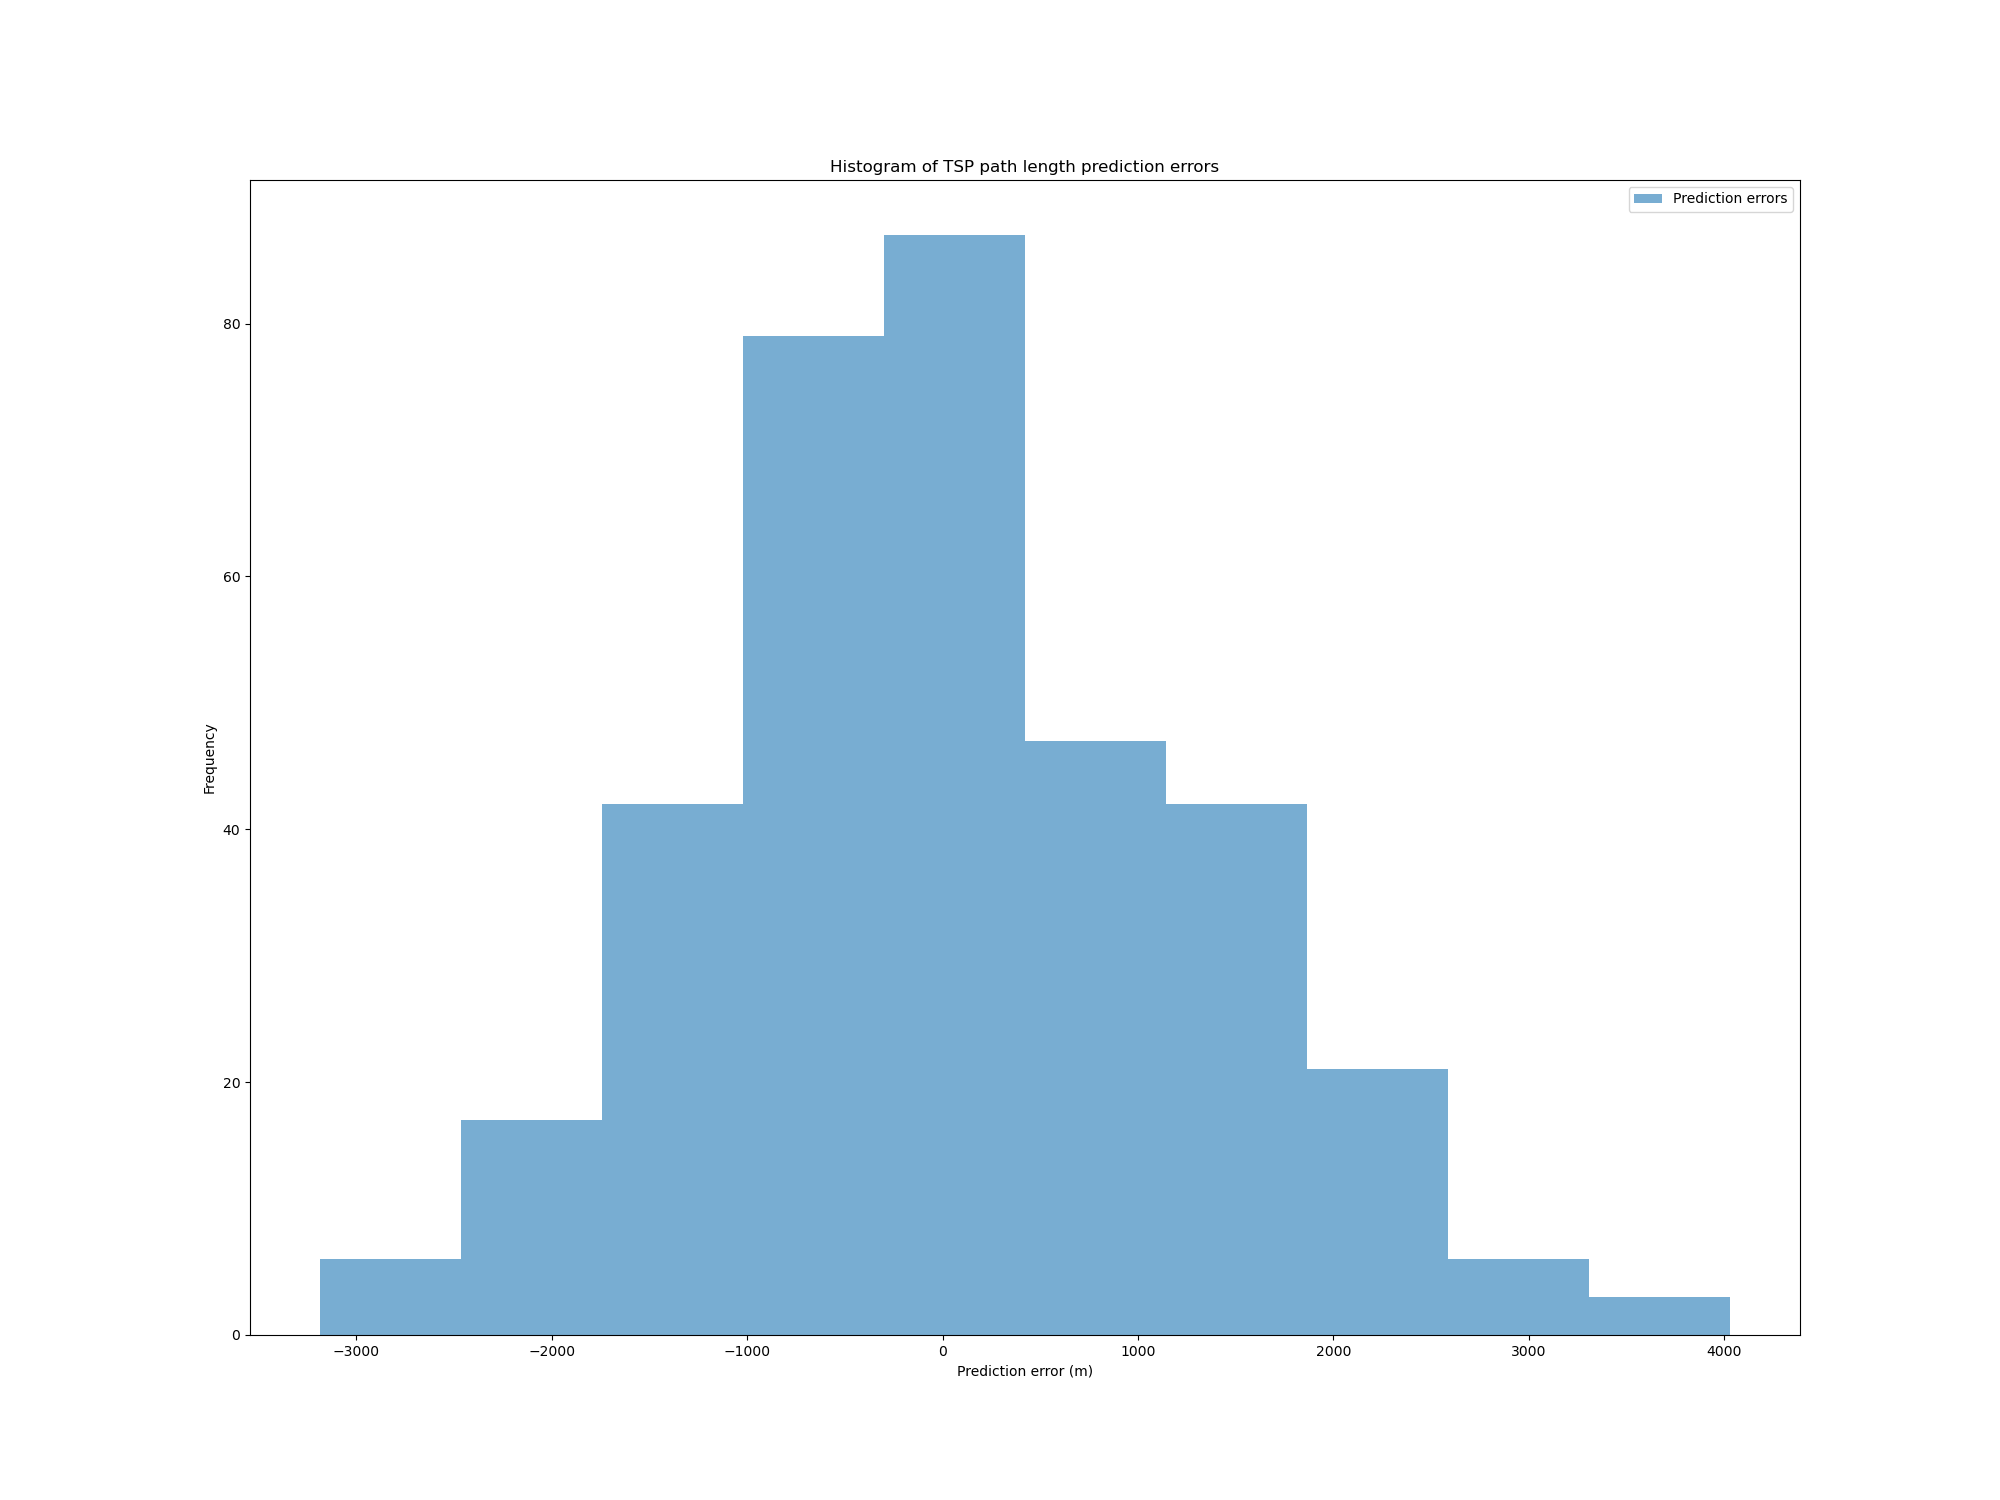 Histogram of TSP path length prediction errors
Prediction errors
80
60
40
20
0
Frequency
−3000 −2000 −1000 0 1000 2000 3000 4000
Prediction error (m)